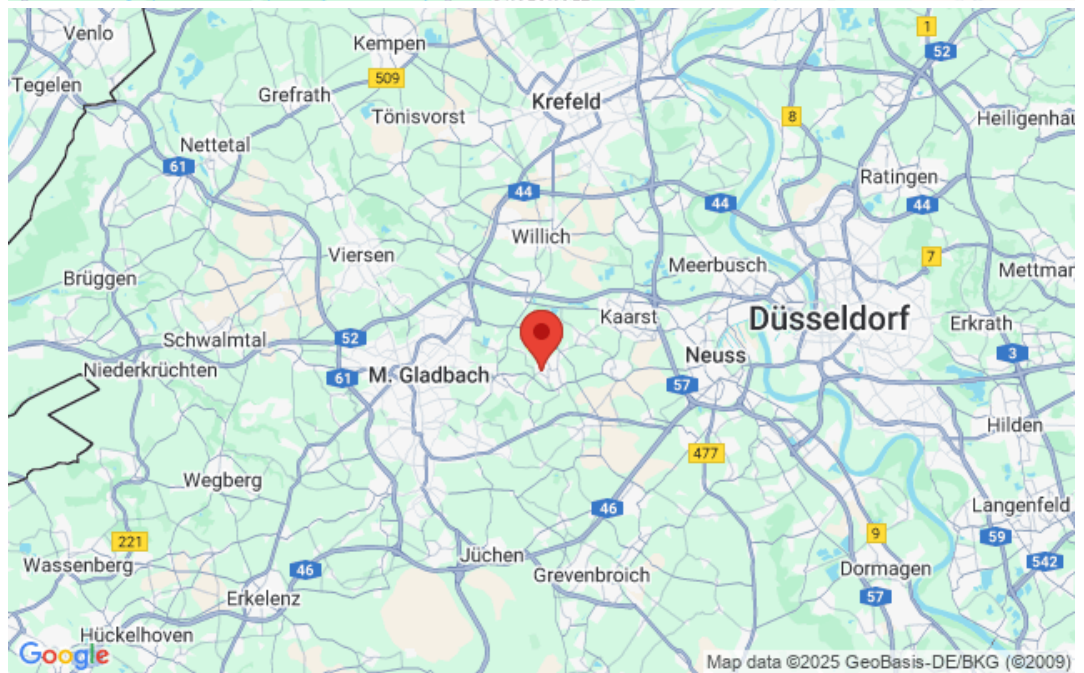 Venlo
Kempen
1
52
Tegelen
509
Grefrath
Krefeld
Tönisvorst
8
Heiligenhau
Nettetal
61
Ratingen
44
44
44
Willich
Viersen
Meerbusch
7
Mettmar
Brüggen
Kaarst
Düsseldorf
Erkrath
Schwalmtal
52
Neuss
3
Niederkrüchten
61
M. Gladbach
57
Hilden
477
Wegberg
46
Langenfeld
221
9
59
Wassenberg
46
Jüchen
542
Grevenbroich
Dormagen
Erkelenz
57
Hückelhoven
Google
Map data ©2025 GeoBasis-DE/BKG (©2009)